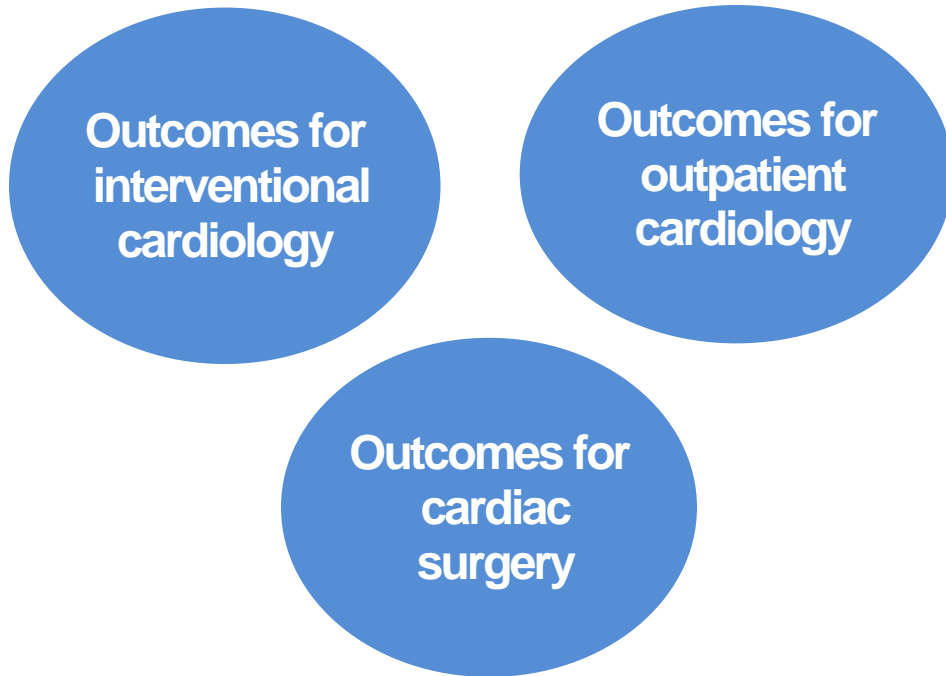 Outcomes for
interventional
cardiology
Outcomes for
outpatient
cardiology
Outcomes for
cardiac
surgery